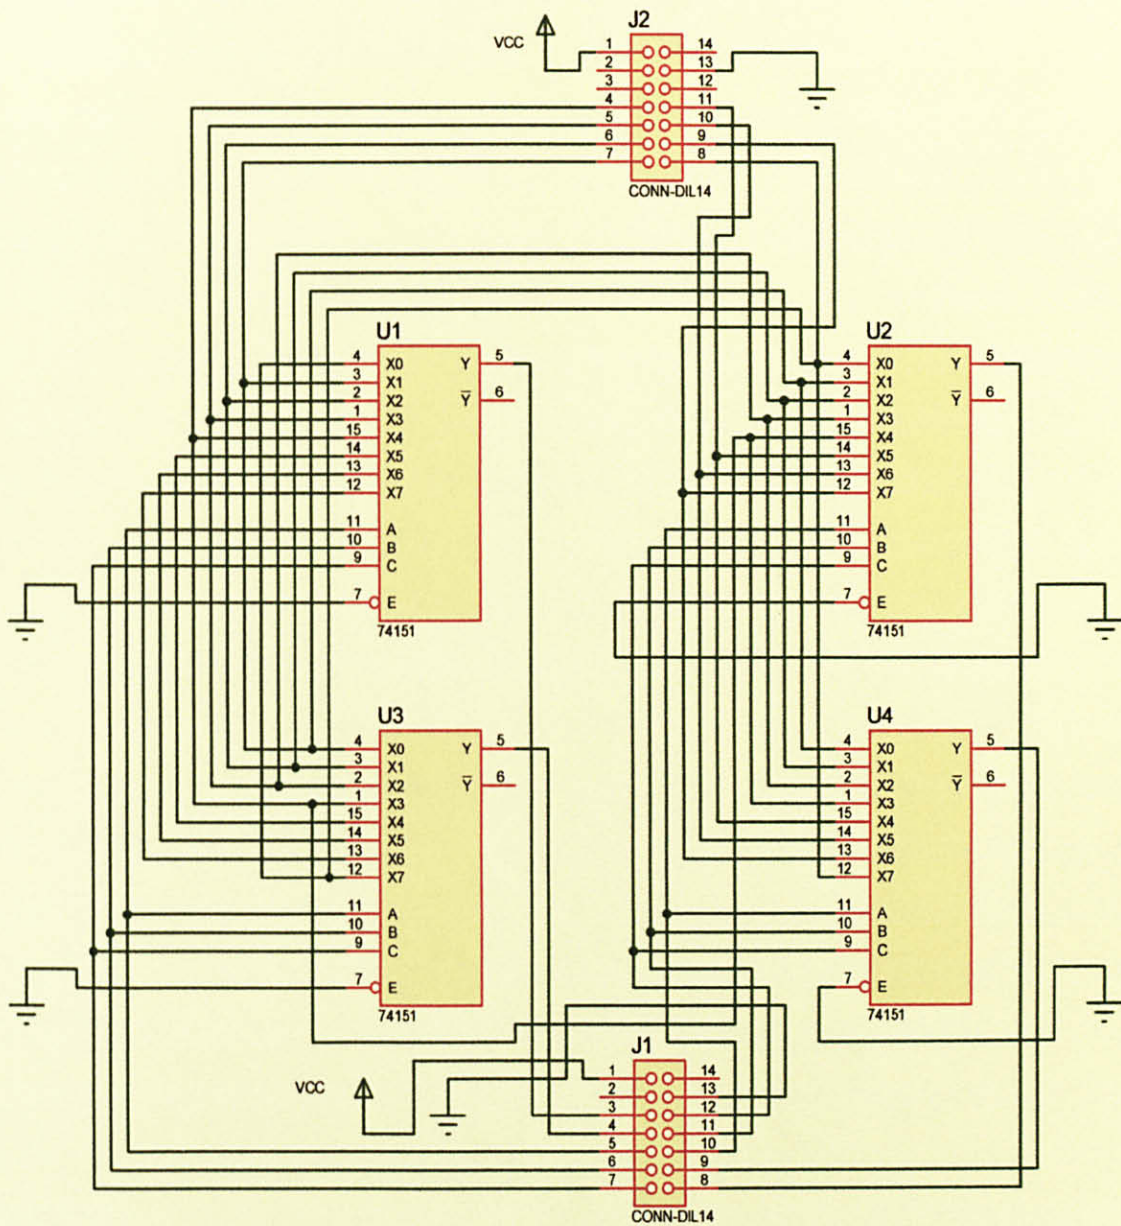 J2
VCC
1 14
2 13
3 12
4 11
5 10
6 9
7 8
CONN-DIL14
U1
4 X0 Y 5
3 X1
2 X2 Y 6
1 X3
15 X4
14 X5
13 X6
12 X7
11 A
10 B
9 C
7 E
74151
U2
4 X0 Y 5
3 X1
2 X2 Y 6
1 X3
15 X4
14 X5
13 X6
12 X7
11 A
10 B
9 C
7 E
74151
U3
4 X0 Y 5
3 X1
2 X2 Y 6
1 X3
15 X4
14 X5
13 X6
12 X7
11 A
10 B
9 C
7 E
74151
U4
4 X0 Y 5
3 X1
2 X2 Y 6
1 X3
15 X4
14 X5
13 X6
12 X7
11 A
10 B
9 C
7 E
74151
J1
VCC
1 14
2 13
3 12
4 11
5 10
6 9
7 8
CONN-DIL14